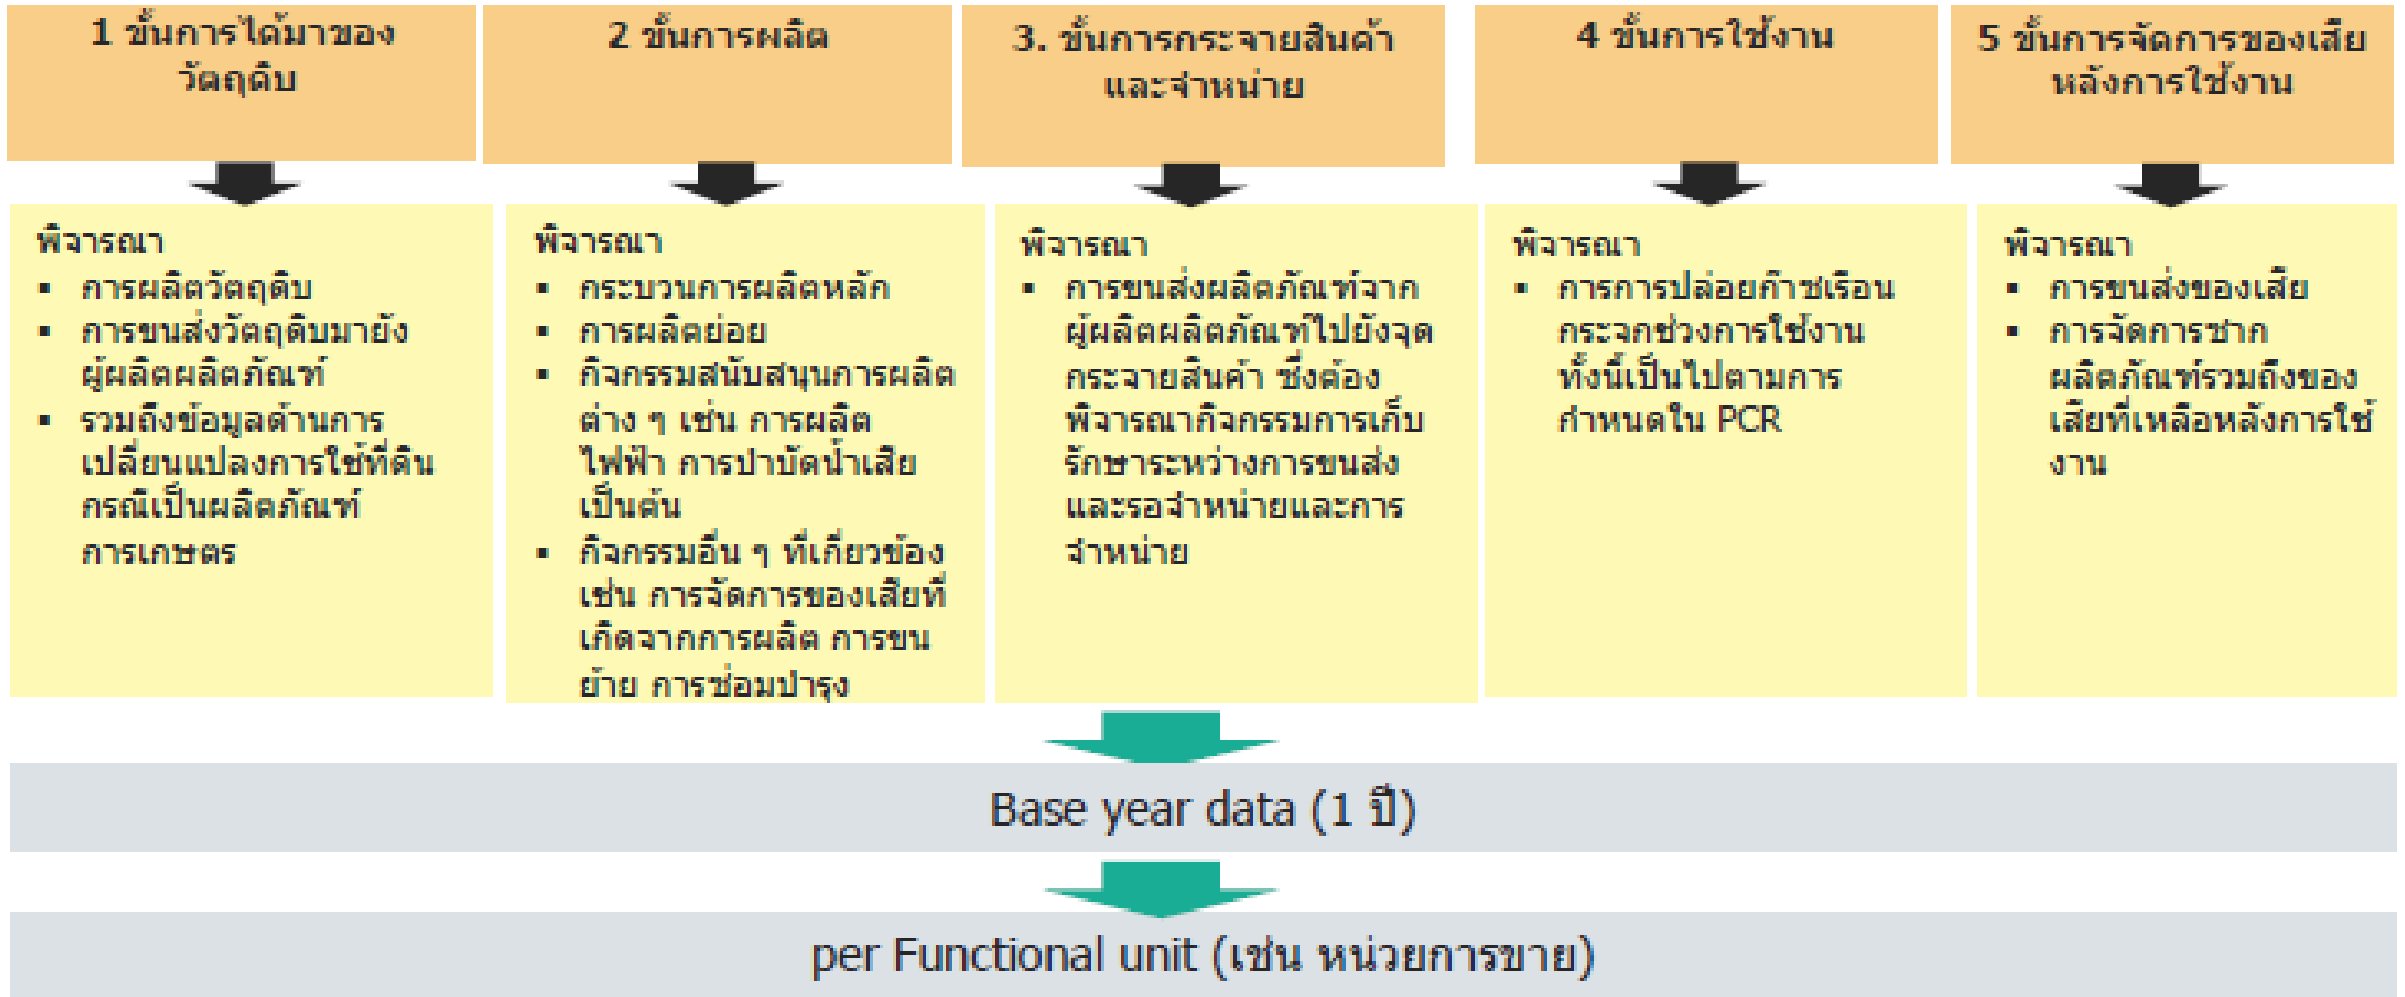 1 ขั้นการได้มาของ
วัตฤดิบ
2 ขั้นการผลิต
3. ขั้นการกระจายสินค้า
และจำหน่าย
4 ขั้นการใช้งาน
5 ขั้นการจัดการของเสีย
หลังการใช้งาน
พิจารณา
▪ การผลิตวัตฤดิบ
▪ การขนส่งวัตฤดิบมายัง
ผู้ผลิตผลิตภัณฑ์
▪ รวมถึงข้อมูลด้านการ
เปลี่ยนแปลงการใช้ที่ดิน
กรณีเป็นผลิตภัณฑ์
การเกษตร
พิจารณา
▪ กระบวนการผลิตหลัก
▪ การผลิตย่อย
▪ กิจกรรมสนับสนุนการผลิต
ต่าง ๆ เช่น การผลิต
ไฟฟ้า การบำบัดน้ำเสีย
เป็นต้น
▪ กิจกรรมอื่น ๆ ที่เกี่ยวข้อง
เช่น การจัดการของเสียที่
เกิดจากการผลิต การขน
ย้าย การซ่อมบำรุง
พิจารณา
▪ การขนส่งผลิตภัณฑ์จาก
ผู้ผลิตผลิตภัณฑ์ไปยังจุด
กระจายสินค้า ซึ่งต้อง
พิจารณากิจกรรมการเก็บ
รักษาระหว่างการขนส่ง
และรอจำหน่ายและการ
จำหน่าย
พิจารณา
▪ การการปล่อยก๊าซเรือน
กระจกช่วงการใช้งาน
ทั้งนี้เป็นไปตามการ
กำหนดใน PCR
พิจารณา
▪ การขนส่งของเสีย
▪ การจัดการซาก
ผลิตภัณฑ์รวมถึงของ
เสียที่เหลือหลังการใช้
งาน
Base year data (1 ปี)
per Functional unit (เช่น หน่วยการขาย)